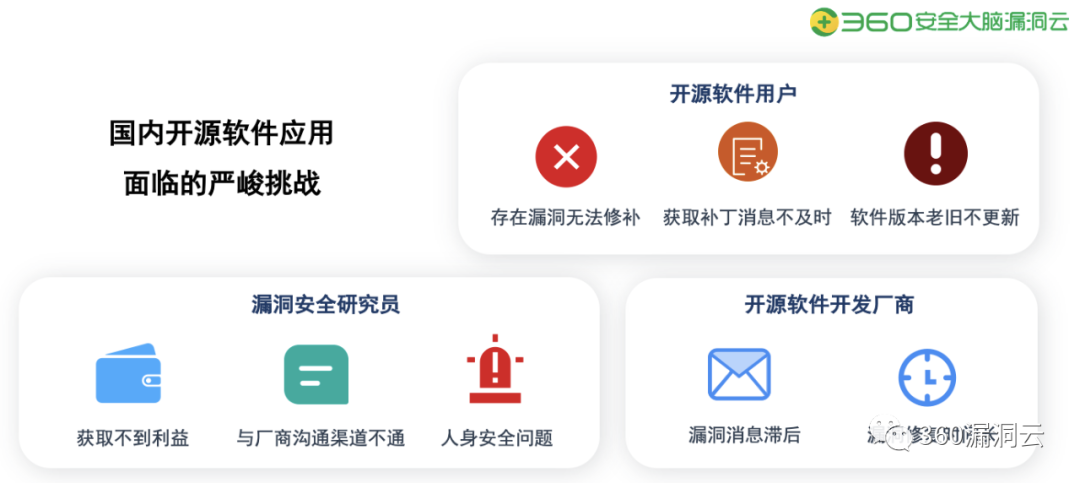 360安全大脑漏洞云
国内开源软件应用
面临的严峻挑战
开源软件用户
存在漏洞无法修补
获取补丁消息不及时
软件版本老旧不更新
漏洞安全研究员
获取不到利益
与厂商沟通渠道不通
人身安全问题
开源软件开发厂商
漏洞消息滞后
360漏洞云